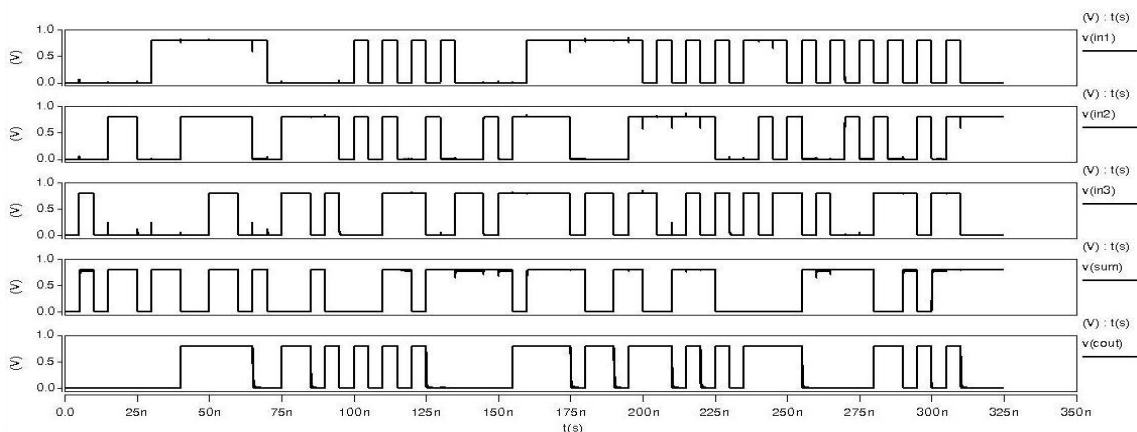 (V) : t(s)
1.0
v(in1)
(V)
0.5
0.0
(V) : t(s)
1.0
v(in2)
(V)
0.5
0.0
(V) : t(s)
1.0
v(in3)
(V)
0.5
0.0
(V) : t(s)
1.0
v(sum)
(V)
0.5
0.0
(V) : t(s)
1.0
v(cout)
(V)
0.5
0.0
0.0 25n 50n 75n 100n 125n 150n 175n 200n 225n 250n 275n 300n 325n 350n
t(s)